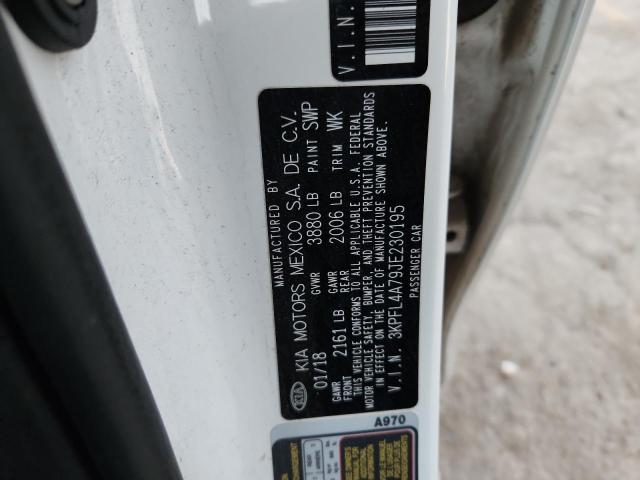 V.I.N.
MANUFACTURED BY
KIA KIA MOTORS MEXICO S.A. DE C.V.
01/18 GVWR 3880 LB PAINT SWP
GAWR FRONT 2161 LB GAWR REAR 2006 LB TRIM WK
THIS VEHICLE CONFORMS TO ALL APPLICABLE U.S.A. FEDERAL
MOTOR VEHICLE SAFETY, BUMPER, AND THEFT PREVENTION STANDARDS
IN EFFECT ON THE DATE OF MANUFACTURE SHOWN ABOVE.
V.I.N. 3KPFL4A79JE230195
PASSENGER CAR
A970